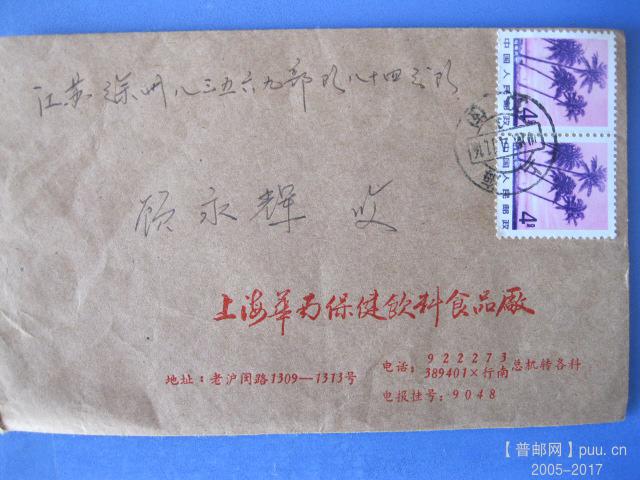 江苏徐州八三五六九部队八十四分队
中国人民邮政
4分
中国人民邮政
4分
上海
顾永辉 收
上海华南保健饮料食品厰
地址：老沪闵路1309—1313号
电话：922273
389401×行南 总机转各科
电报挂号：9048
【普邮网】puu.cn
2005-2017